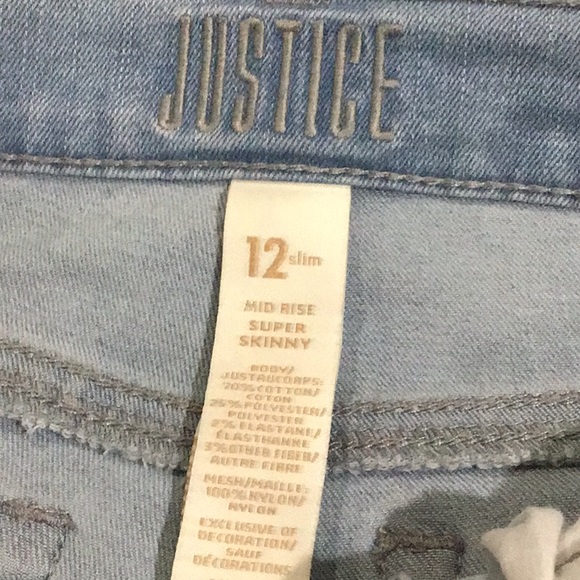 JUSTICE
12 slim
MID RISE
SUPER
SKINNY
BODY/
JUSTAUCORPS:
70% COTTON/
COTON
25% POLYESTER/
POLYESTER
2% ELASTANE/
ÉLASTHANNE
3% OTHER FIBER/
AUTRE FIBRE
MESH/MAILLE:
100% NYLON/
NYLON
EXCLUSIVE OF
DECORATION/
SAUF
DÉCORATIONS